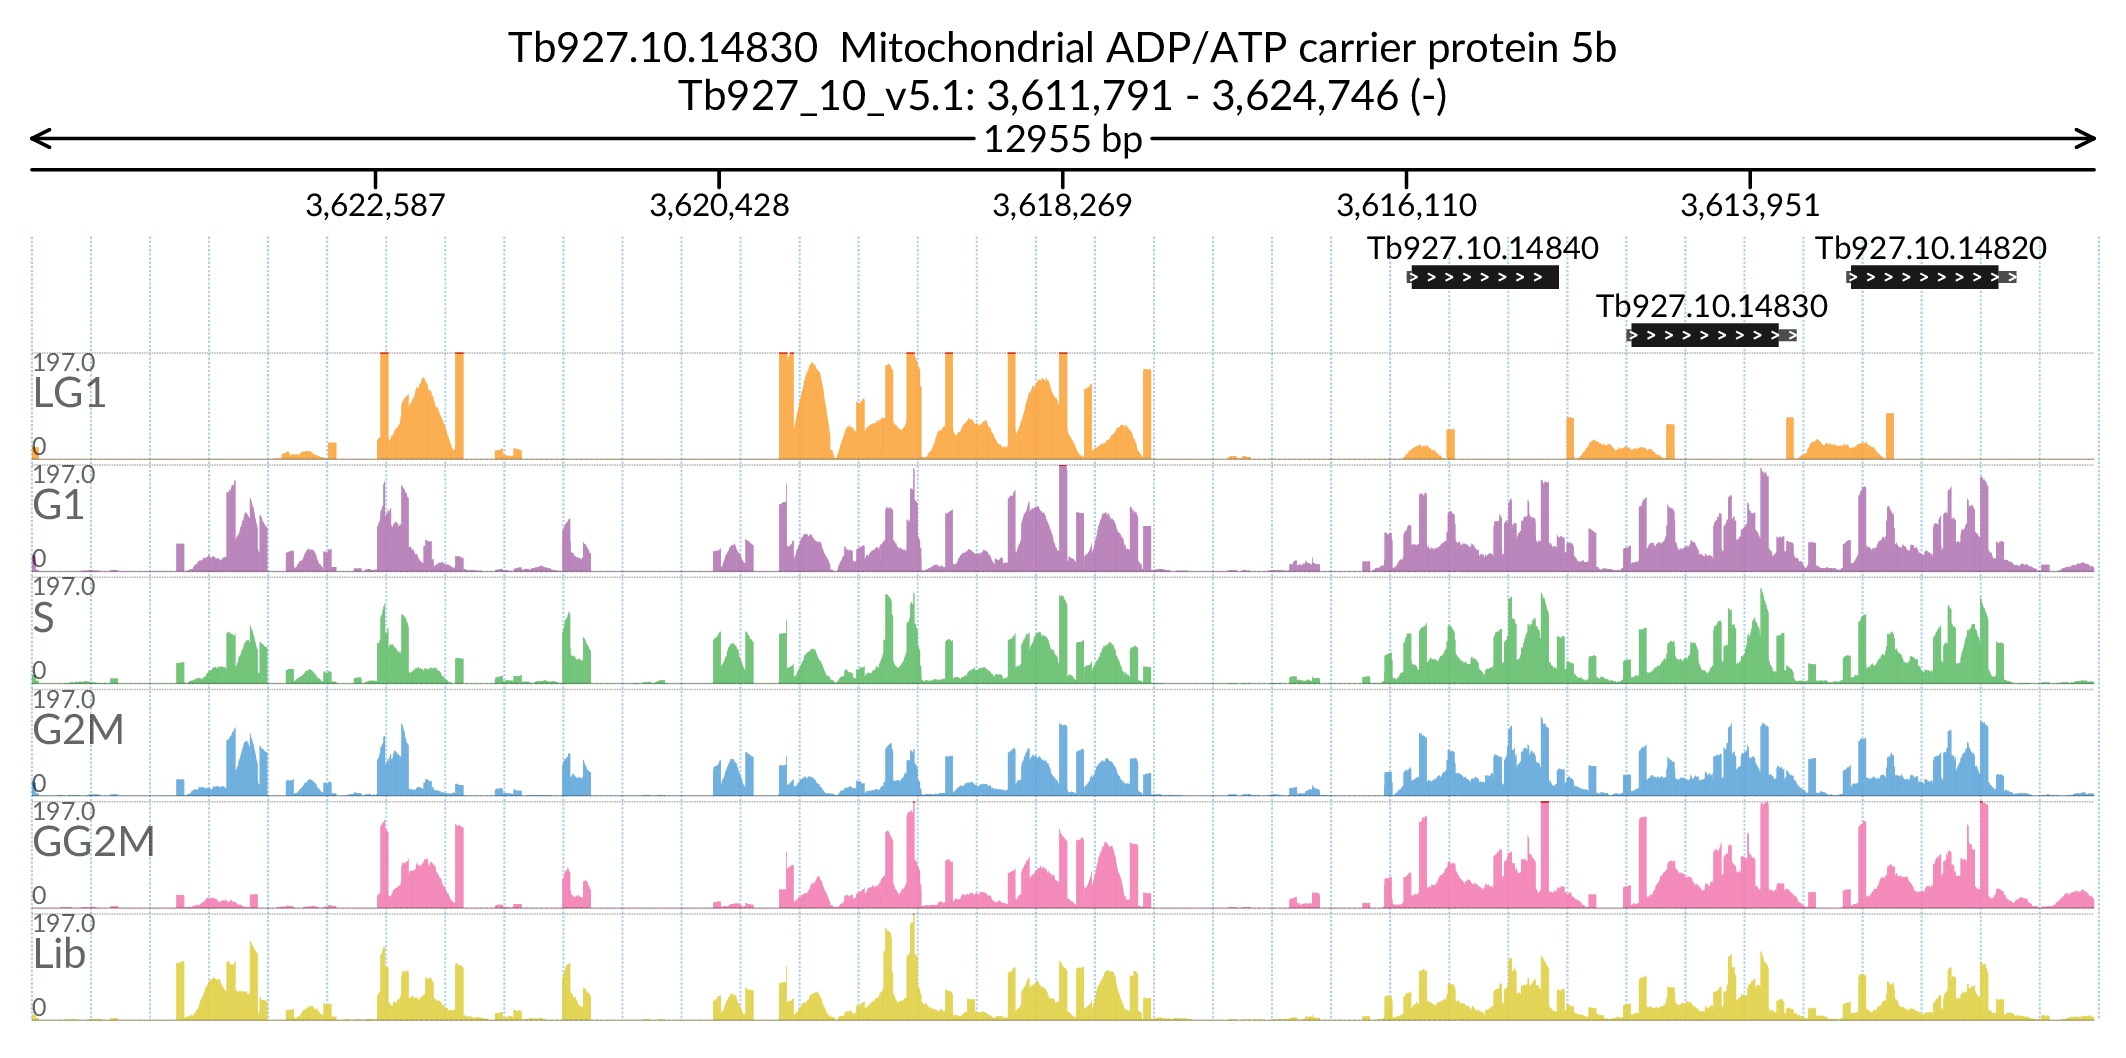 Tb927.10.14830  Mitochondrial ADP/ATP carrier protein 5b
Tb927_10_v5.1: 3,611,791 - 3,624,746 (-)
12955 bp
3,622,587 3,620,428 3,618,269 3,616,110 3,613,951
Tb927.10.14840 Tb927.10.14820
Tb927.10.14830
197.0
LG1
0
197.0
G1
0
197.0
S
0
197.0
G2M
0
197.0
GG2M
0
197.0
Lib
0